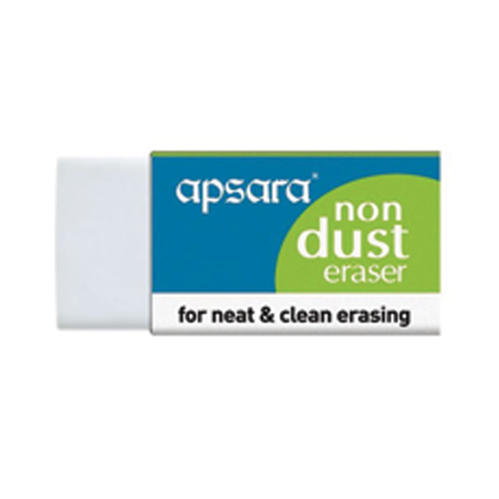 apsara®
non
dust
eraser
for neat & clean erasing